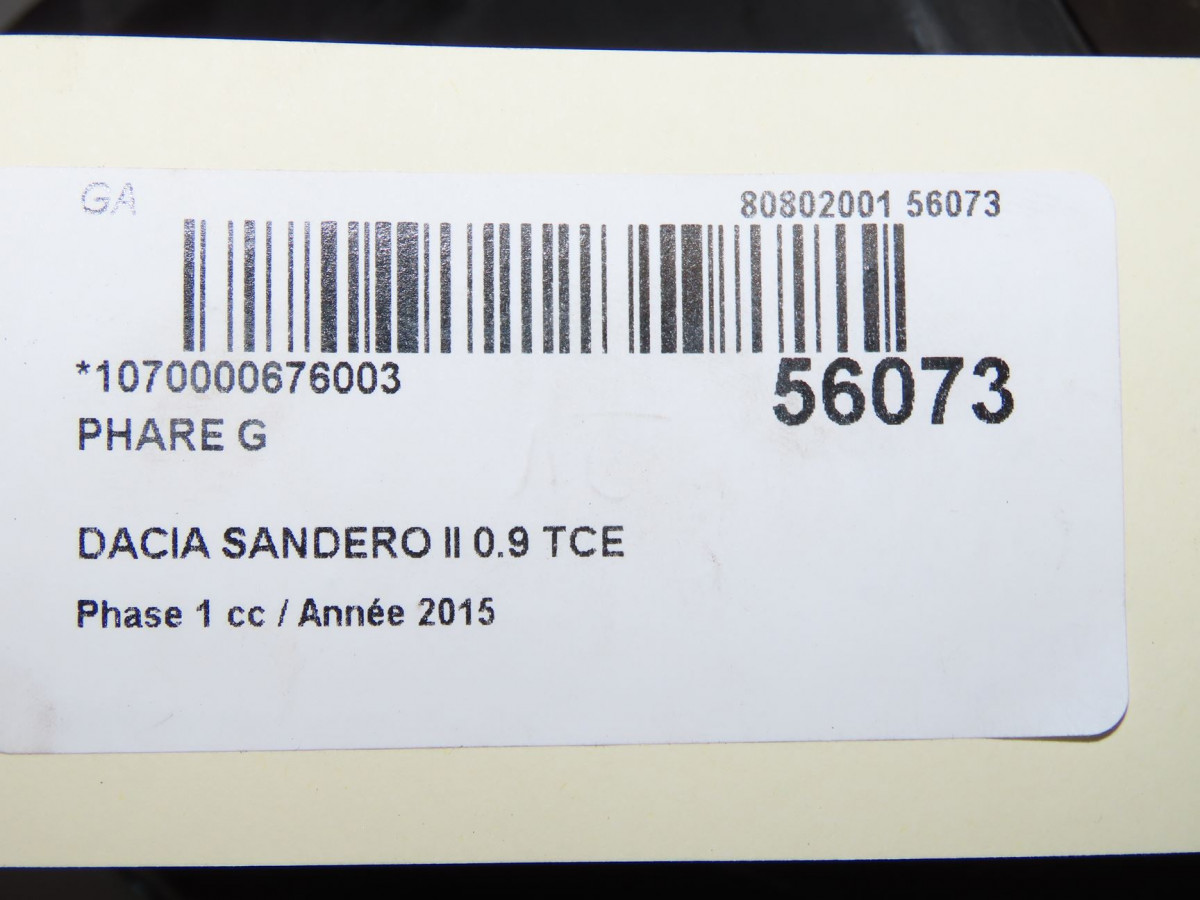 GA
80802001 56073
*1070000676003
56073
PHARE G
DACIA SANDERO II 0.9 TCE
Phase 1 cc / Année 2015